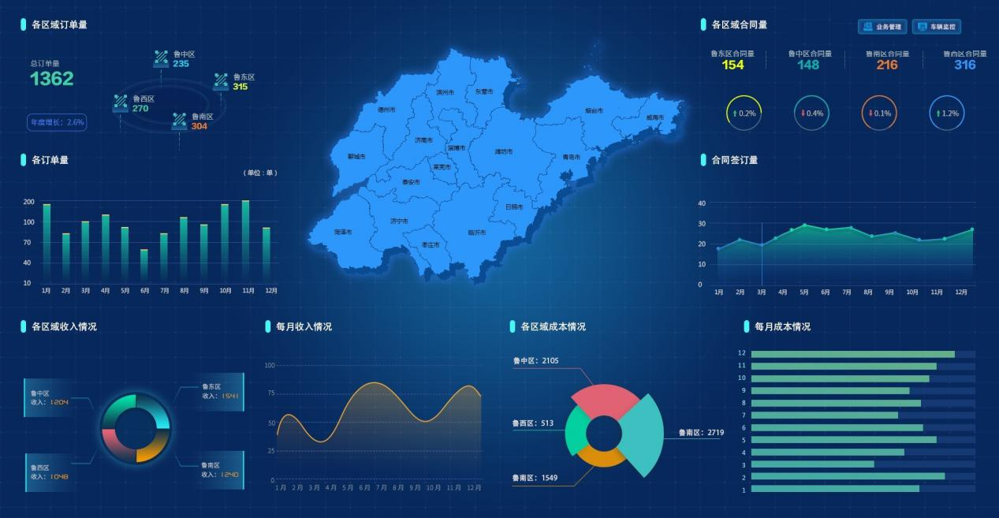 各区域订单量
总订单量
1362
鲁中区
235
鲁东区
315
鲁西区
270
鲁南区
304
年度增长：2.6%
各订单量
（单位：单）
200
100
70
40
10
1月 2月 3月 4月 5月 6月 7月 8月 9月 10月 11月 12月
滨州市
东营市
德州市
烟台市
威海市
济南市
淄博市
潍坊市
聊城市
青岛市
莱芜市
泰安市
日照市
济宁市
菏泽市
临沂市
枣庄市
各区域合同量
业务管理
车辆监控
鲁东区合同量 鲁中区合同量 鲁南区合同量 鲁西区合同量
154 148 216 316
0.2% 0.4% 0.1% 1.2%
合同签订量
40
30
20
10
0
1月 2月 3月 4月 5月 6月 7月 8月 9月 10月 11月 12月
各区域收入情况
鲁中区
收入：1204
鲁东区
收入：1541
鲁西区
收入：1048
鲁南区
收入：1240
每月收入情况
100
75
50
25
0
1月 2月 3月 4月 5月 6月 7月 8月 9月 10月 11月 12月
各区域成本情况
鲁中区：2105
鲁西区：513
鲁南区：2719
鲁南区：1549
每月成本情况
12
11
10
9
8
7
6
5
4
3
2
1